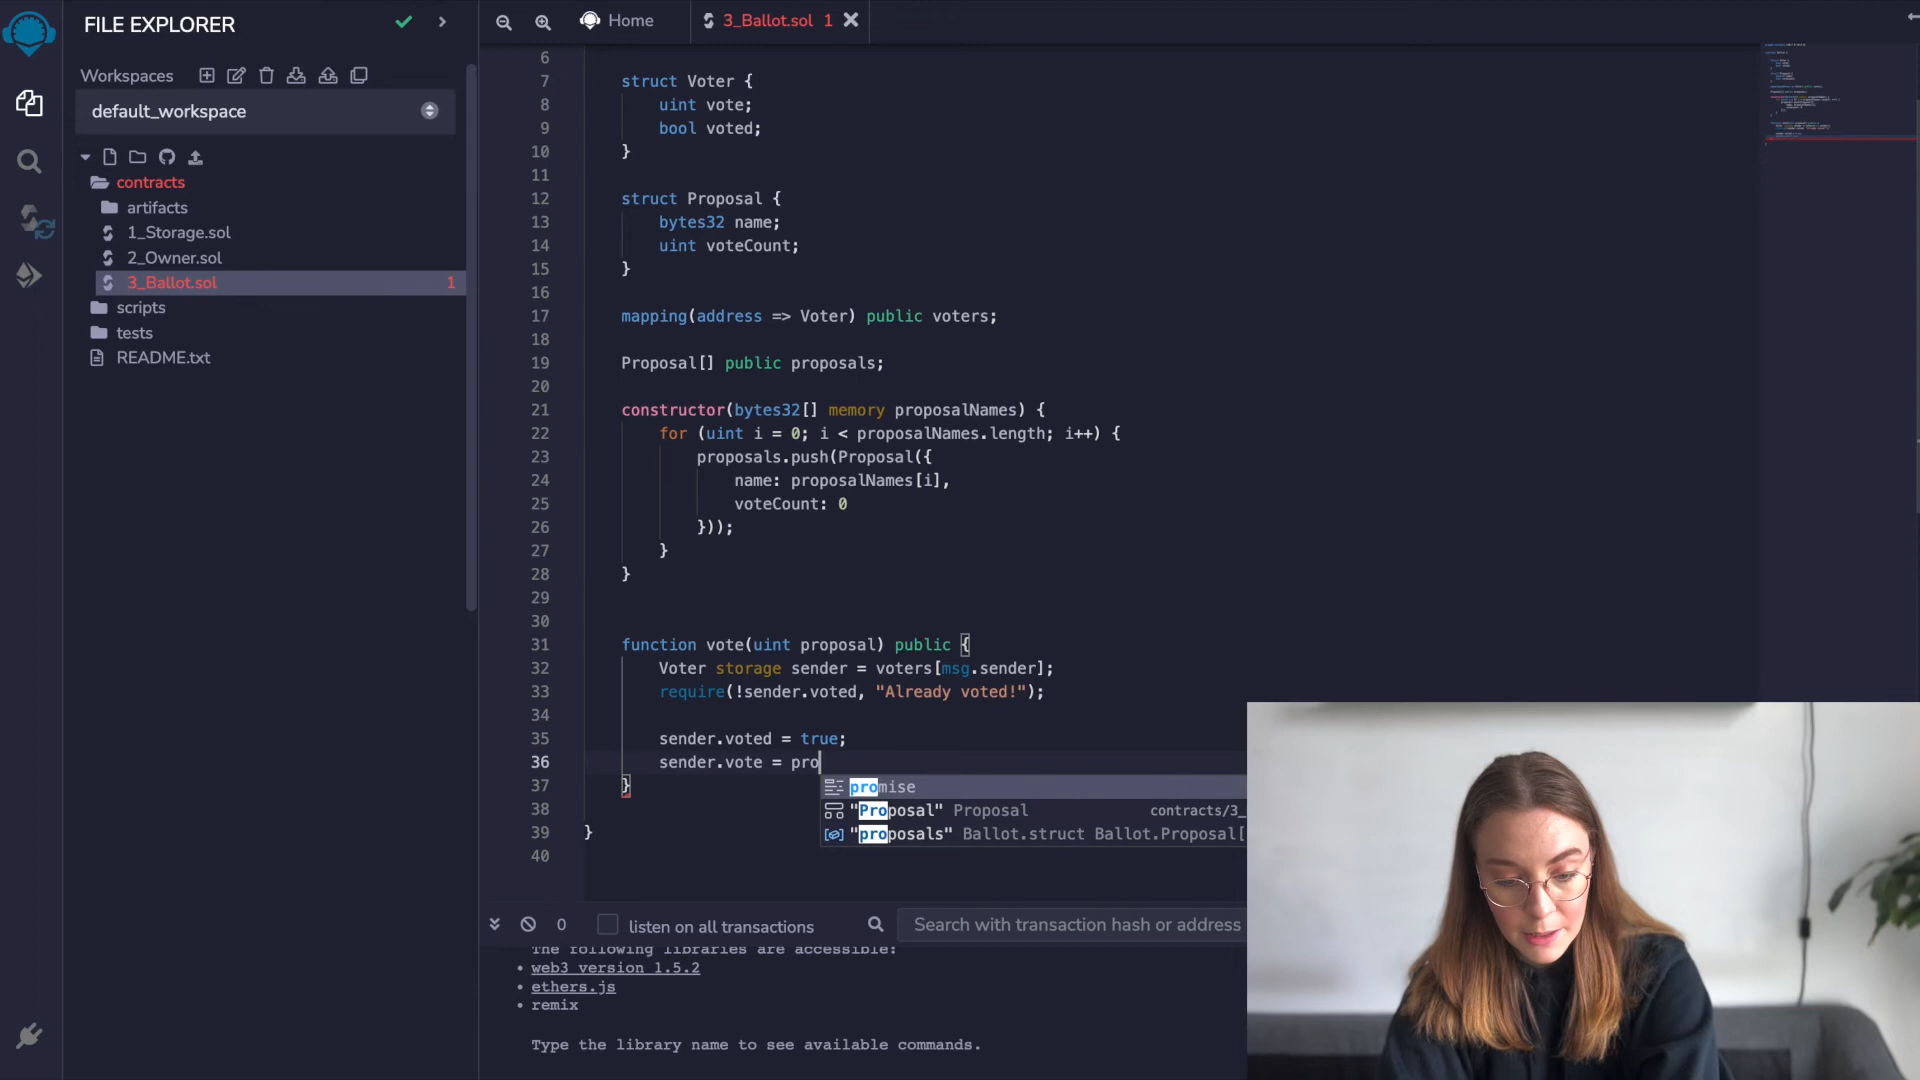 FILE EXPLORER
Workspaces
default_workspace
contracts
artifacts
1_Storage.sol
2_Owner.sol
3_Ballot.sol 1
scripts
tests
README.txt
Home
3_Ballot.sol 1
6
7 struct Voter {
8 uint vote;
9 bool voted;
10 }
11
12 struct Proposal {
13 bytes32 name;
14 uint voteCount;
15 }
16
17 mapping(address => Voter) public voters;
18
19 Proposal[] public proposals;
20
21 constructor(bytes32[] memory proposalNames) {
22 for (uint i = 0; i < proposalNames.length; i++) {
23 proposals.push(Proposal({
24 name: proposalNames[i],
25 voteCount: 0
26 }));
27 }
28 }
29
30
31 function vote(uint proposal) public {
32 Voter storage sender = voters[msg.sender];
33 require(!sender.voted, "Already voted!");
34
35 sender.voted = true;
36 sender.vote = pro
37 }
38
39 }
40
promise
"Proposal" Proposal contracts/3_
"proposals" Ballot.struct Ballot.Proposal[
0 listen on all transactions Search with transaction hash or address
The following libraries are accessible:
• web3 version 1.5.2
• ethers.js
• remix
Type the library name to see available commands.